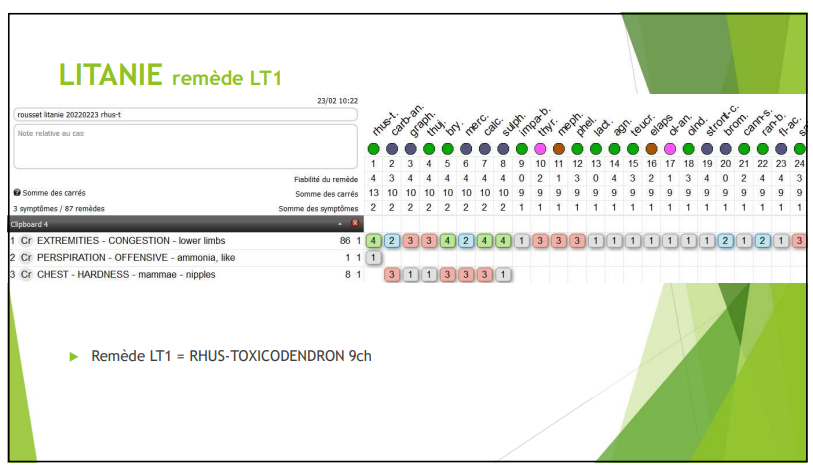 LITANIE remède LT1
23/02 10:22
rousset litanie 20220223 rhus-t
Note relative au cas
rhus-t. carb-an. graph. thuj. bry. merc. calc. sulph. impa-b. thyr. meph. phel. lact. agn. teucr. elaps ol-an. olnd. stront-c. brom. cann-s. ran-b. fl-ac.
1 2 3 4 5 6 7 8 9 10 11 12 13 14 15 16 17 18 19 20 21 22 23 24
Fiabilité du remède 4 3 4 4 4 4 4 4 0 2 1 3 0 4 3 2 1 3 4 0 2 4 4 3
Somme des carrés Somme des carrés 13 10 10 10 10 10 10 10 9 9 9 9 9 9 9 9 9 9 9 9 9 9 9 9
3 symptômes / 87 remèdes Somme des symptômes 2 2 2 2 2 2 2 2 1 1 1 1 1 1 1 1 1 1 1 1 1 1 1 1
Clipboard 4
1 Cr EXTREMITIES - CONGESTION - lower limbs 86 1 4 2 3 3 4 2 4 4 1 3 3 3 1 1 1 1 1 1 1 2 1 2 1 3
2 Cr PERSPIRATION - OFFENSIVE - ammonia, like 1 1 1
3 Cr CHEST - HARDNESS - mammae - nipples 8 1 3 1 1 3 3 3 1
Remède LT1 = RHUS-TOXICODENDRON 9ch